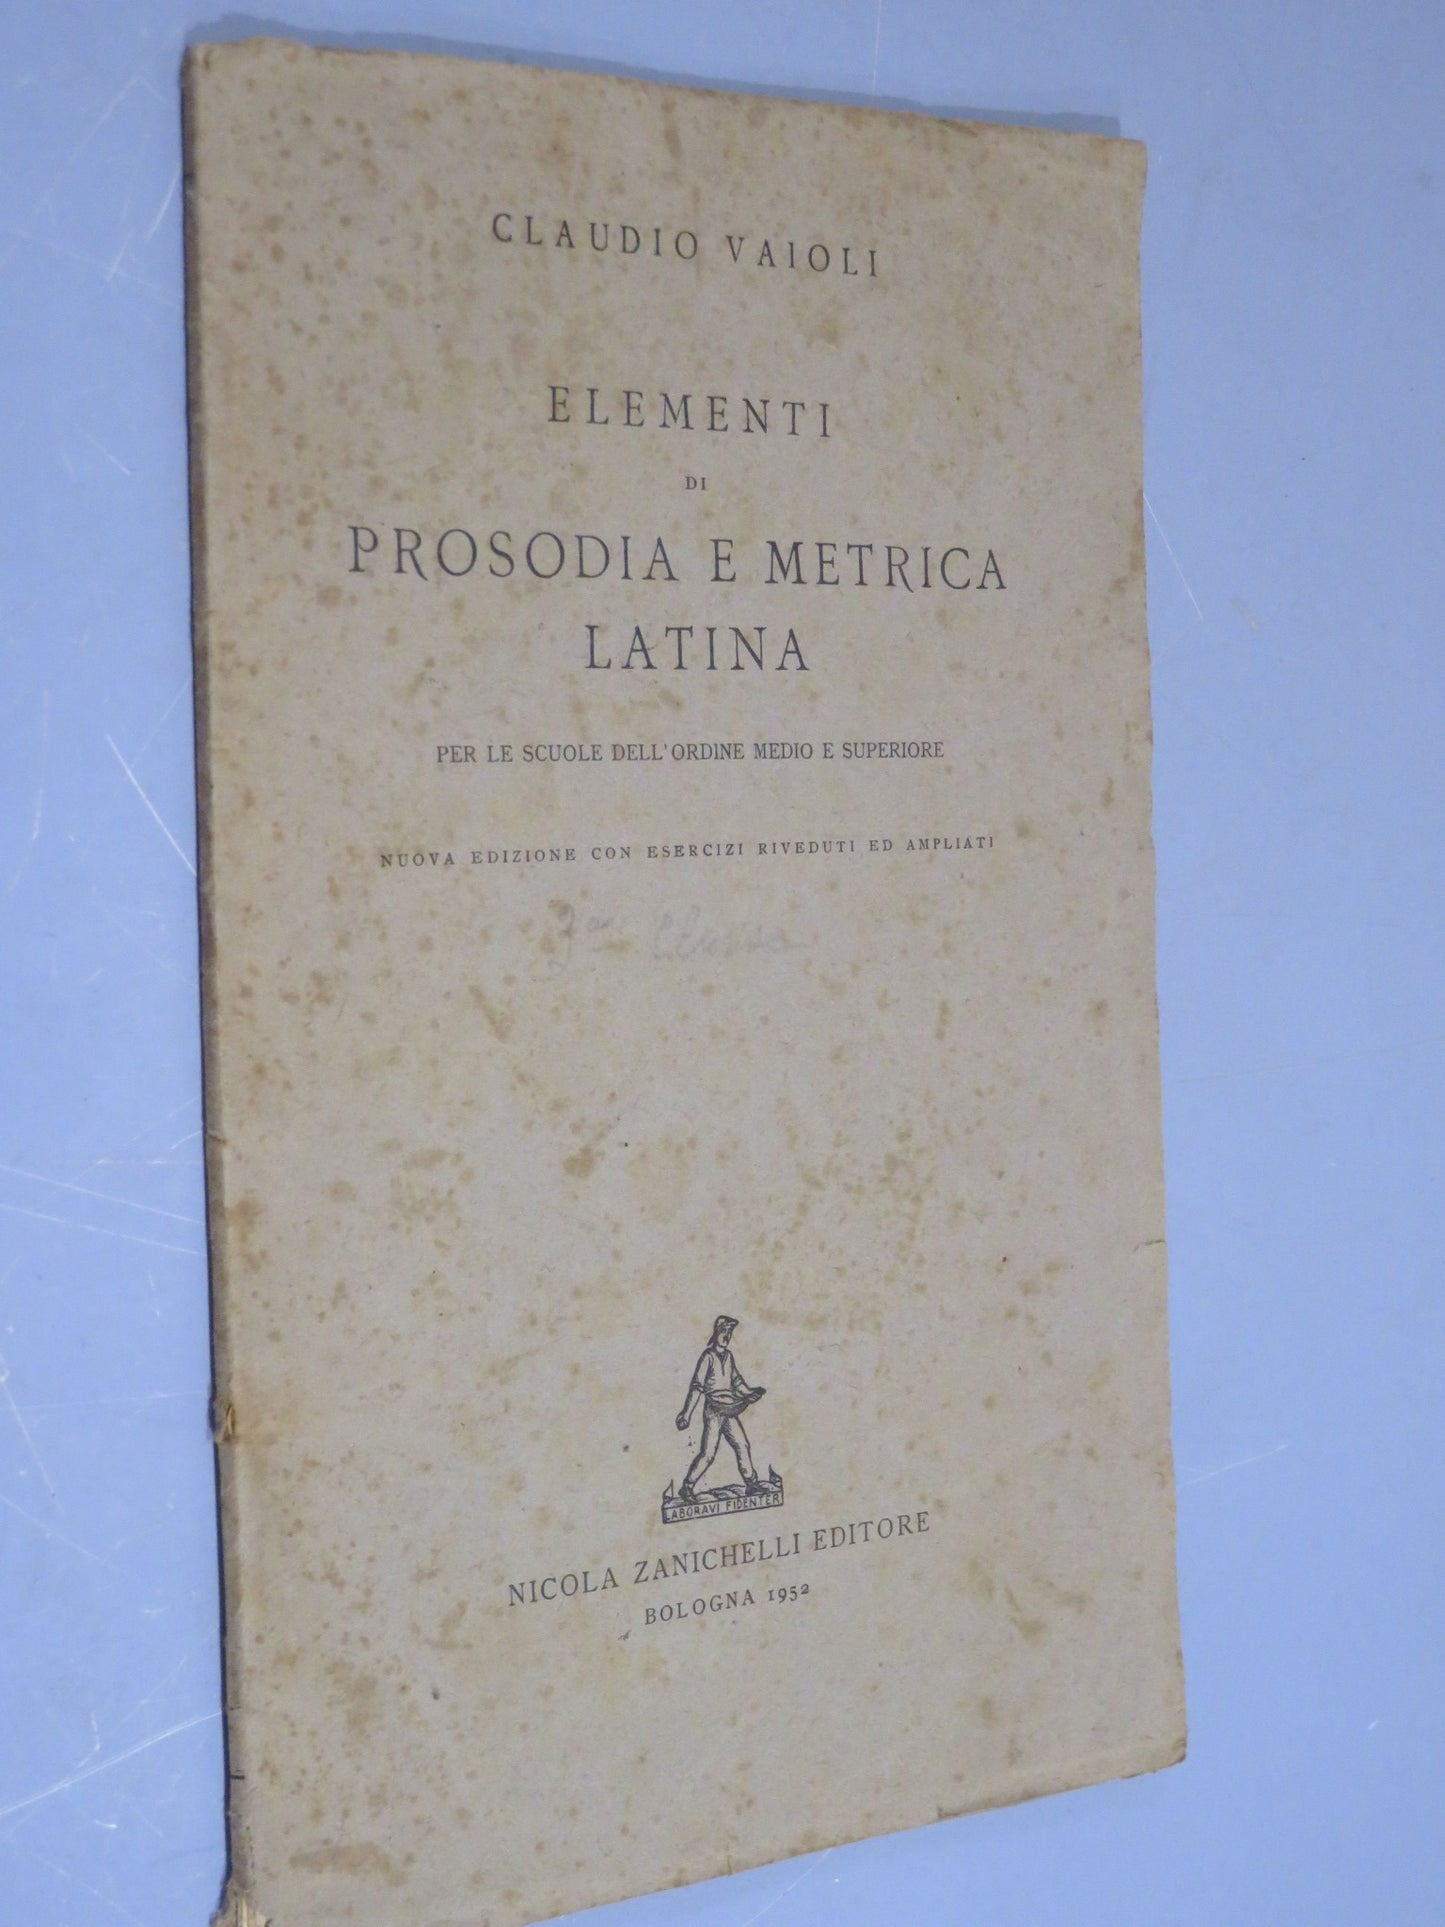 CLAUDIO VAIOLI
ELEMENTI
DI
PROSODIA E METRICA
LATINA
PER LE SCUOLE DELL'ORDINE MEDIO E SUPERIORE
NUOVA EDIZIONE CON ESERCIZI RIVEDUTI ED AMPLIATI
LABORAVI FIDENTER
NICOLA ZANICHELLI EDITORE
BOLOGNA 1952